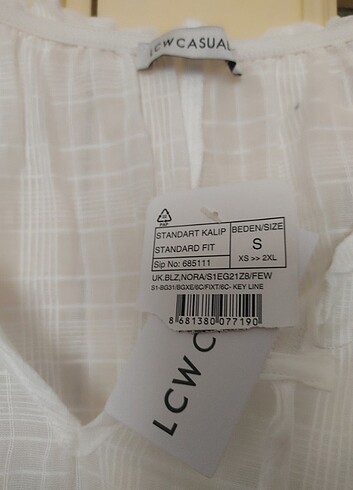 LCW CASUAL
PAP
STANDART KALIP
STANDARD FIT
Sip No: 685111
BEDEN/SIZE
S
XS >> 2XL
UK.BLZ,NORA/S1EG21Z8/FEW
S1-BG31/BGXE/6C/FIXT/6C- KEY LINE
8 681380 077190
LCW C